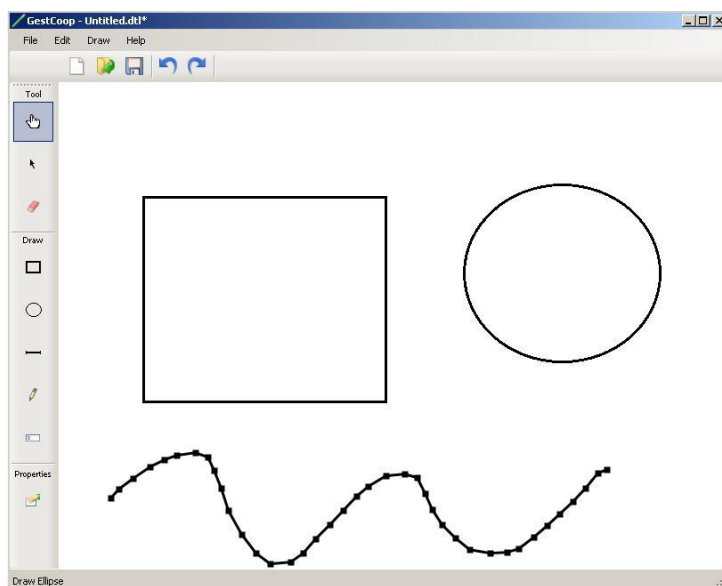 GestCoop - Untitled.dtl*
File Edit Draw Help
Tool
Draw
Properties
Draw Ellipse